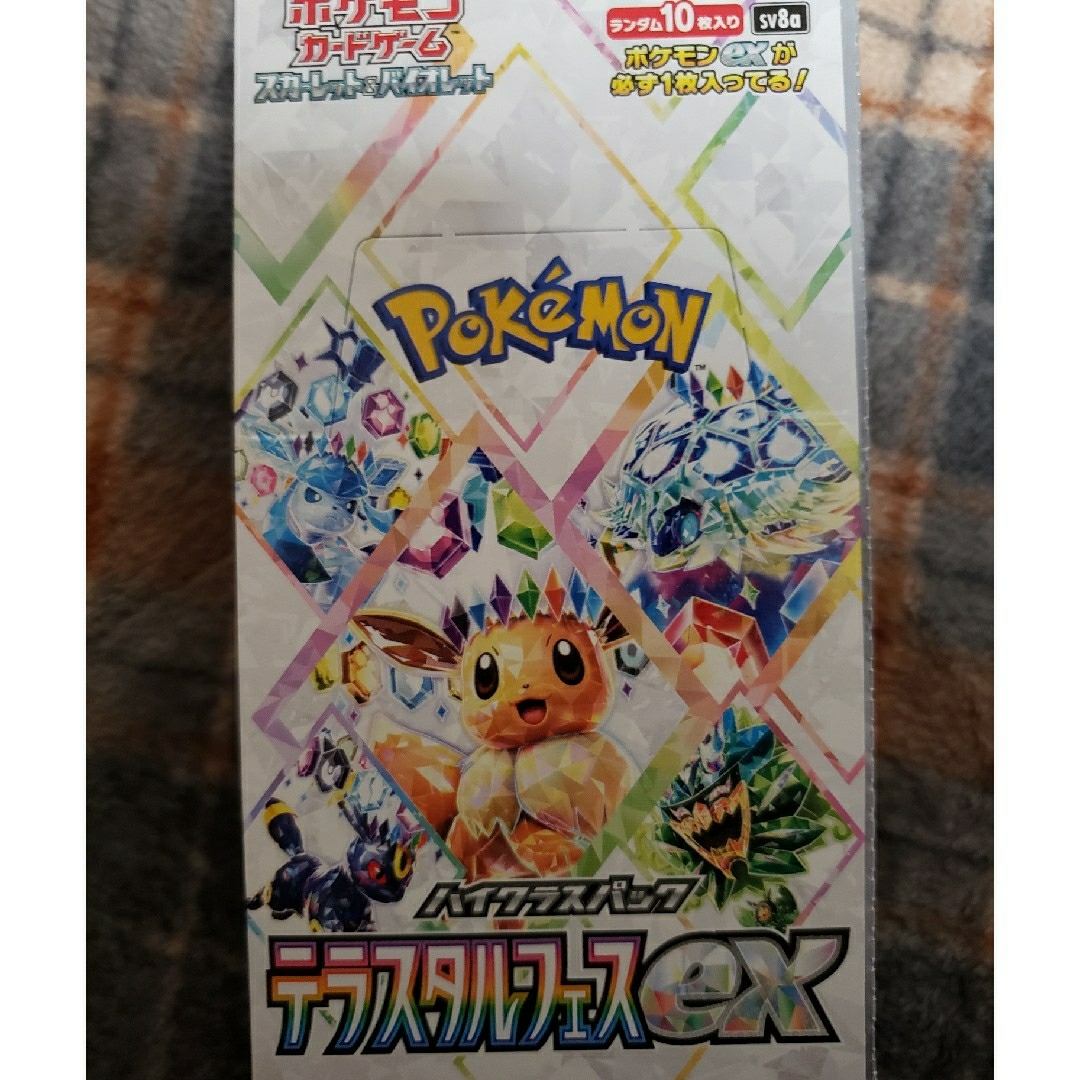 ポケモン
カードゲーム
スカーレット&バイオレット
ランダム10枚入り
SV8a
ポケモンexが
必ず1枚入ってる!
POKéMON
TM
ハイクラスパック
テラスタルフェスex